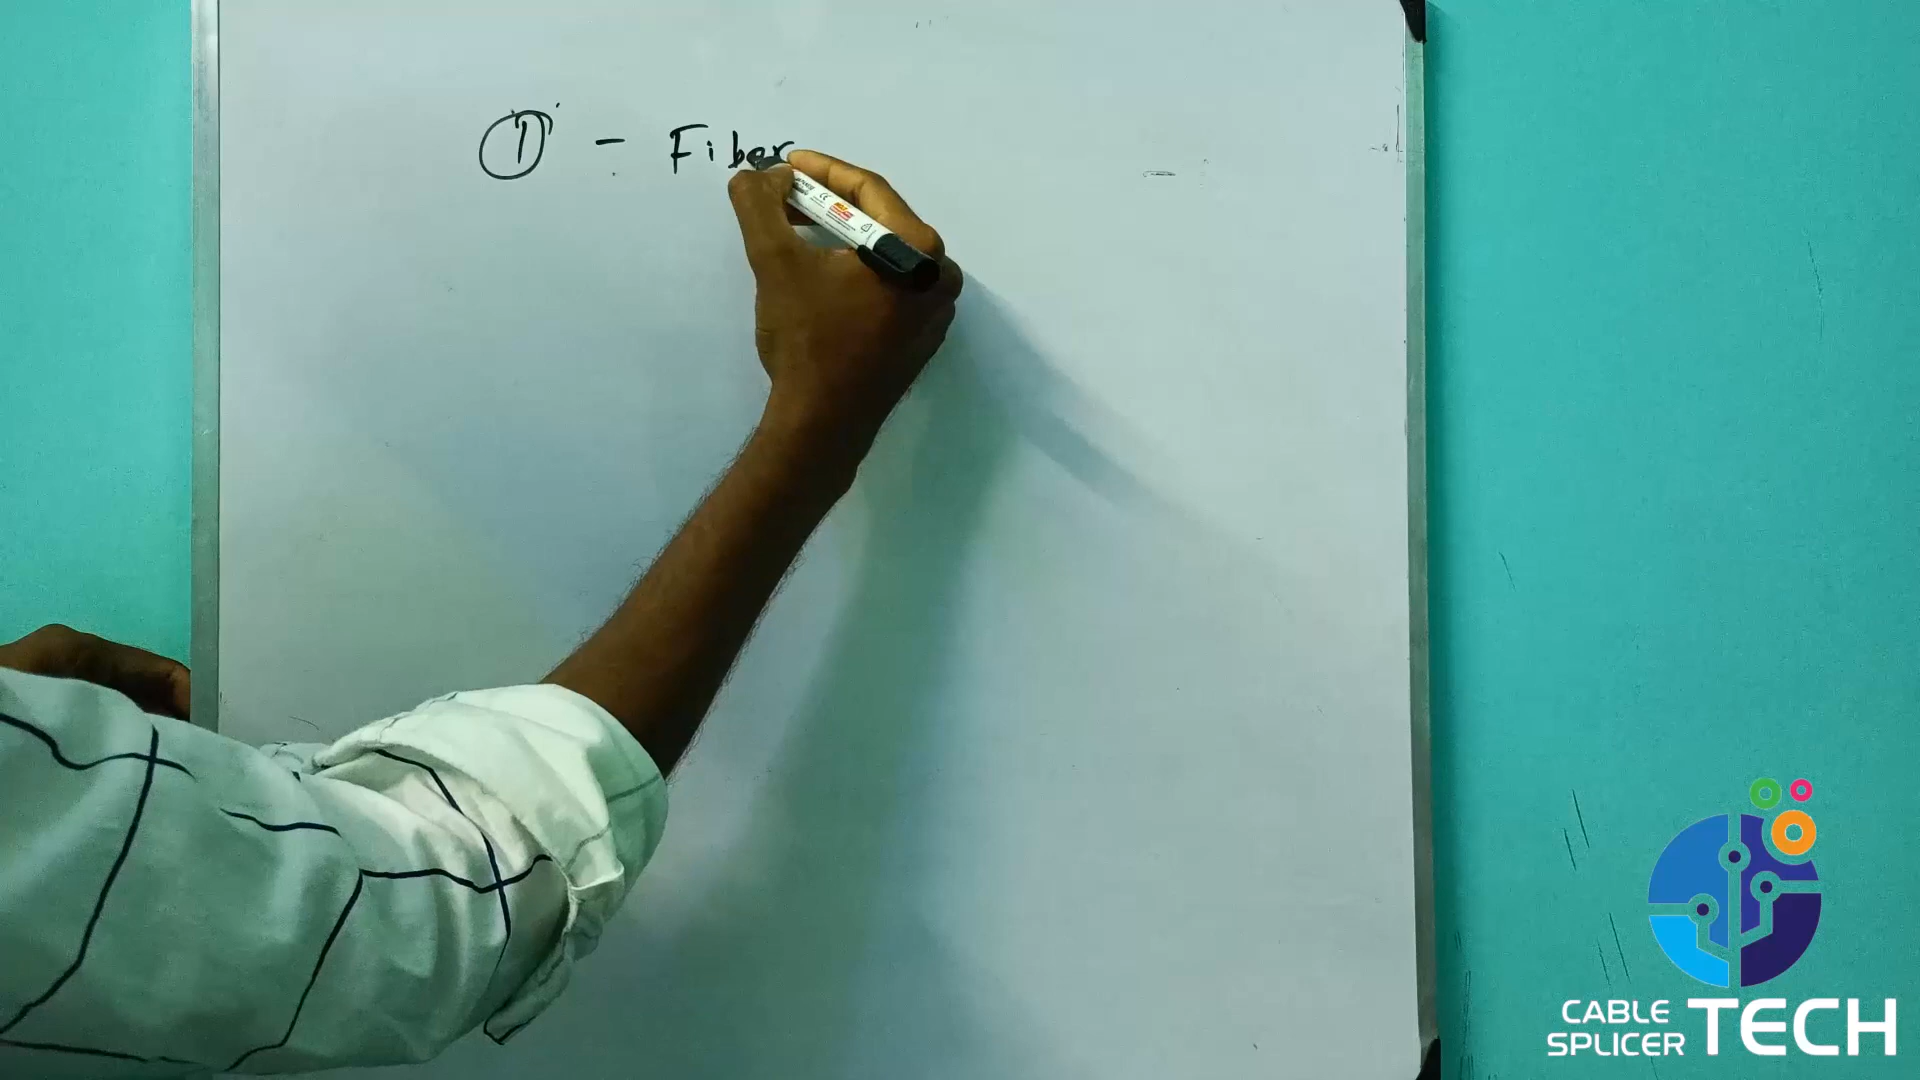 ① - Fiber
CABLE
SPLICER TECH